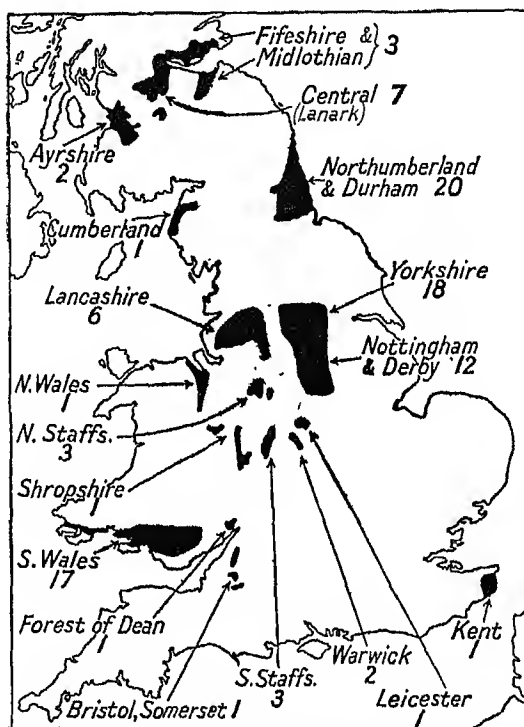 Fifeshire &
Midlothian } 3
Central 7
(Lanark)
Ayrshire
2
Northumberland
& Durham 20
Cumberland
1
Yorkshire
18
Lancashire
6
Nottingham
& Derby 12
N. Wales
1
N. Staffs.
3
Shropshire
1
S. Wales
17
Forest of Dean
1
Kent
1
Warwick
2
S. Staffs.
3
Leicester
1
Bristol, Somerset 1